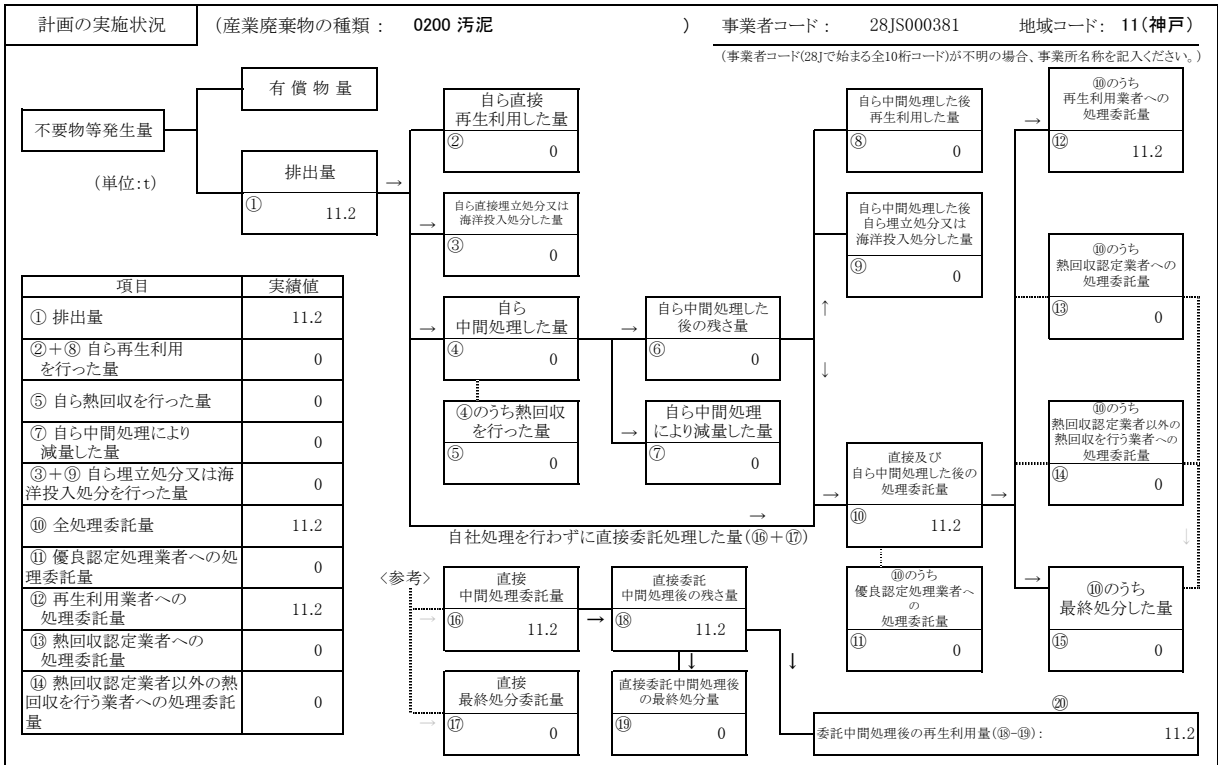 計画の実施状況
(産業廃棄物の種類： 0200 汚泥 )
事業者コード： 28JS000381 地域コード： 11(神戸)
(事業者コード(28Jで始まる全10桁コード)が不明の場合、事業所名称を記入ください。)
不要物等発生量
(単位:t)
有償物量
排出量
① 11.2
→
自ら直接
再生利用した量
② 0
→
自ら直接埋立処分又は
海洋投入処分した量
③ 0
→
自ら
中間処理した量
④ 0
④のうち熱回収
を行った量
⑤ 0
→
自ら中間処理した
後の残さ量
⑥ 0
→
自ら中間処理
により減量した量
⑦ 0
自ら中間処理した後
再生利用した量
⑧ 0
自ら中間処理した後
自ら埋立処分又は
海洋投入処分した量
⑨ 0
↑
↓
→
直接及び
自ら中間処理した後の
処理委託量
⑩ 11.2
→
⑩のうち
優良認定処理業者へ
の
処理委託量
⑪ 0
→
⑩のうち
再生利用業者への
処理委託量
⑫ 11.2
⑩のうち
熱回収認定業者への
処理委託量
⑬ 0
⑩のうち
熱回収認定業者以外の
熱回収を行う業者への
処理委託量
⑭ 0
↓
→
⑩のうち
最終処分した量
⑮ 0
→
自社処理を行わずに直接委託処理した量(⑯＋⑰)
〈参考〉
→
直接
中間処理委託量
⑯ 11.2
→
直接委託
中間処理後の残さ量
⑱ 11.2
↓
↓
→
直接
最終処分委託量
⑰ 0
直接委託中間処理後
の最終処分量
⑲ 0
⑳
委託中間処理後の再生利用量(⑱-⑲)： 11.2
項目 実績値
① 排出量 11.2
②＋⑧ 自ら再生利用
を行った量 0
⑤ 自ら熱回収を行った量 0
⑦ 自ら中間処理により
減量した量 0
③＋⑨ 自ら埋立処分又は海
洋投入処分を行った量 0
⑩ 全処理委託量 11.2
⑪ 優良認定処理業者への処
理委託量 0
⑫ 再生利用業者への
処理委託量 11.2
⑬ 熱回収認定業者への
処理委託量 0
⑭ 熱回収認定業者以外の熱
回収を行う業者への処理委託
量 0